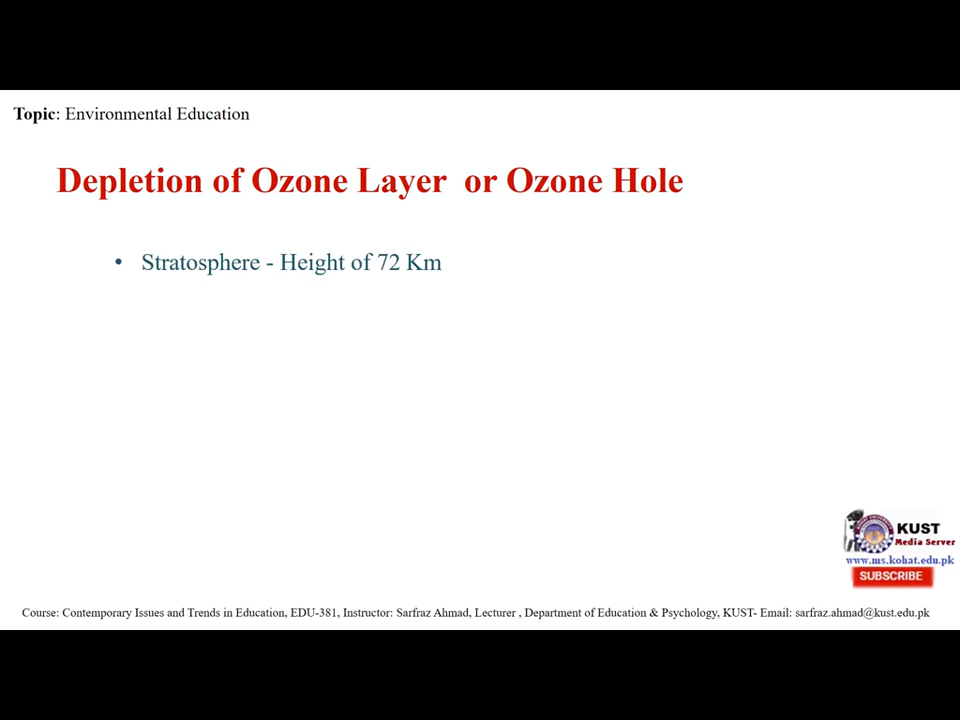 Topic: Environmental Education
Depletion of Ozone Layer or Ozone Hole
• Stratosphere - Height of 72 Km
KUST
Media Server
www.ms.kohat.edu.pk
SUBSCRIBE
Course: Contemporary Issues and Trends in Education, EDU-381, Instructor: Sarfraz Ahmad, Lecturer , Department of Education & Psychology, KUST- Email: sarfraz.ahmad@kust.edu.pk